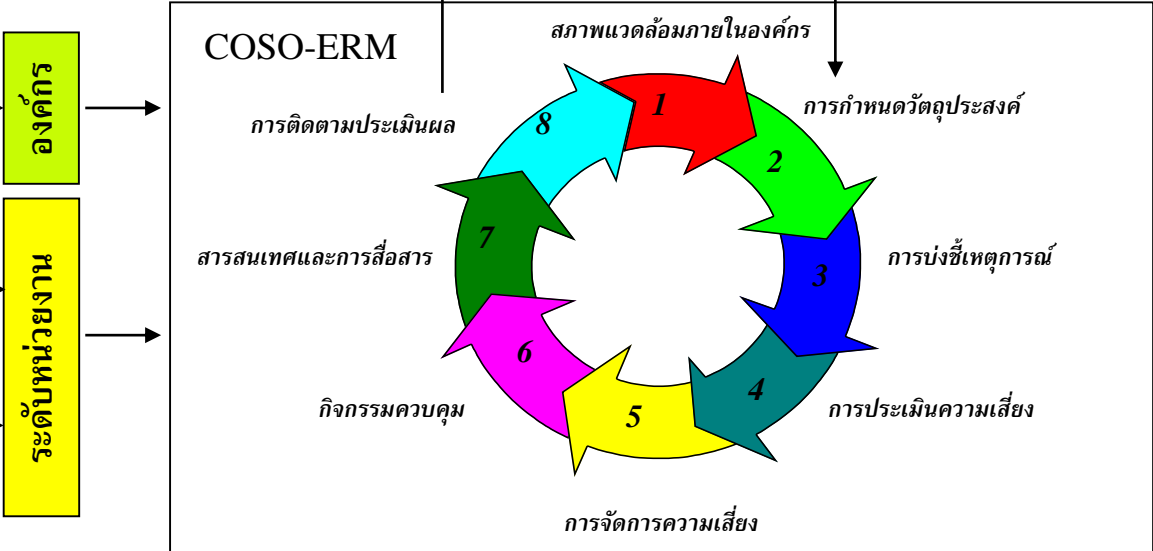 องค์กร
ระดับหน่วยงาน
COSO-ERM
สภาพแวดล้อมภายในองค์กร
1
การกำหนดวัตถุประสงค์
2
การบ่งชี้เหตุการณ์
3
การประเมินความเสี่ยง
4
การจัดการความเสี่ยง
5
กิจกรรมควบคุม
6
สารสนเทศและการสื่อสาร
7
การติดตามประเมินผล
8